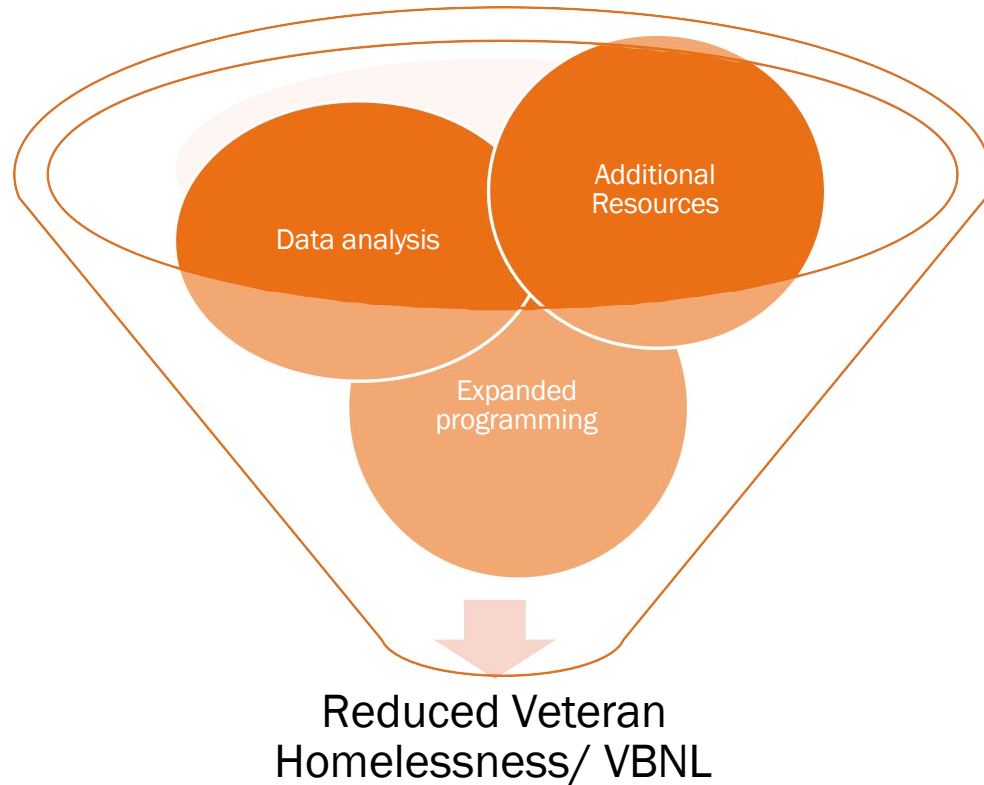 Additional
Resources
Data analysis
Expanded
programming
Reduced Veteran
Homelessness/ VBNL